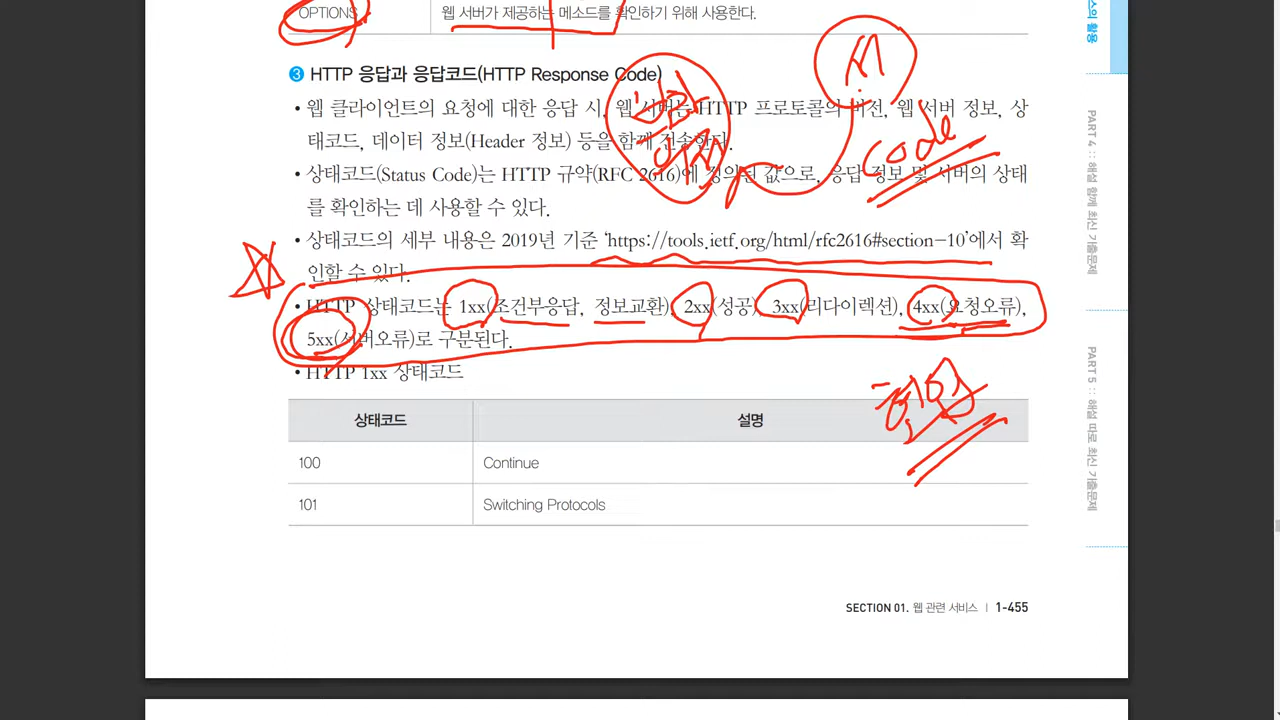 OPTIONS 웹 서버가 제공하는 메소드를 확인하기 위해 사용한다.
3 HTTP 응답과 응답코드(HTTP Response Code)
• 웹 클라이언트의 요청에 대한 응답 시, 웹 서버는 HTTP 프로토콜의 버전, 웹 서버 정보, 상
태코드, 데이터 정보(Header 정보) 등을 함께 전송한다.
• 상태코드(Status Code)는 HTTP 규약(RFC 2616)에 정의된 값으로, 응답 정보 및 서버의 상태
를 확인하는 데 사용할 수 있다.
code
• 상태코드의 세부 내용은 2019년 기준 ‘https://tools.ietf.org/html/rfc2616#section-10’에서 확
인할 수 있다.
• HTTP 상태코드는 1xx(조건부응답, 정보교환), 2xx(성공), 3xx(리다이렉션), 4xx(요청오류),
5xx(서버오류)로 구분된다.
• HTTP 1xx 상태코드
상태코드 설명
100 Continue
101 Switching Protocols
SECTION 01. 웹 관련 서비스 | 1-455
스의 활용
PART 4 :: 해설 함께 최신 기출문제
PART 5 :: 해설 따로 최신 기출문제